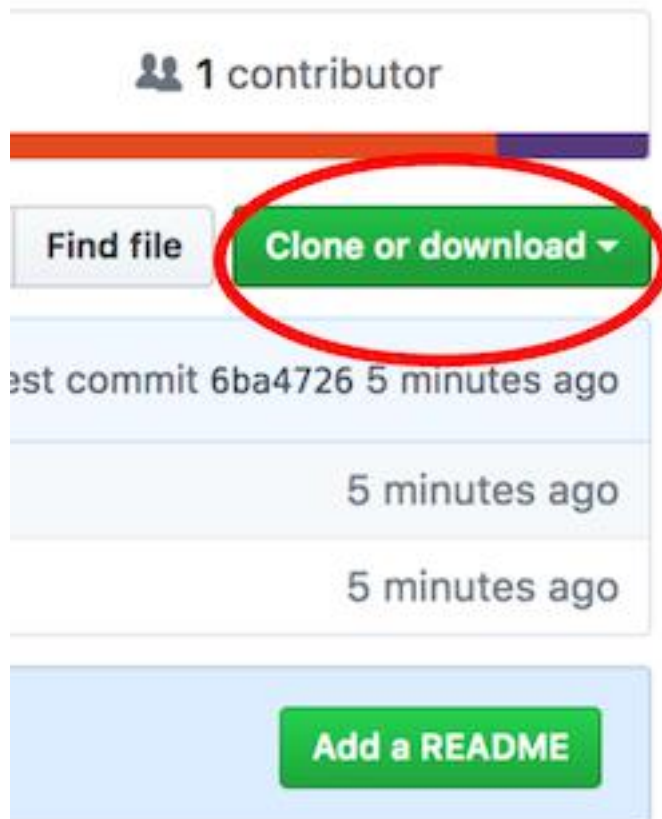 1 contributor
Find file
Clone or download
est commit 6ba4726 5 minutes ago
5 minutes ago
5 minutes ago
Add a README